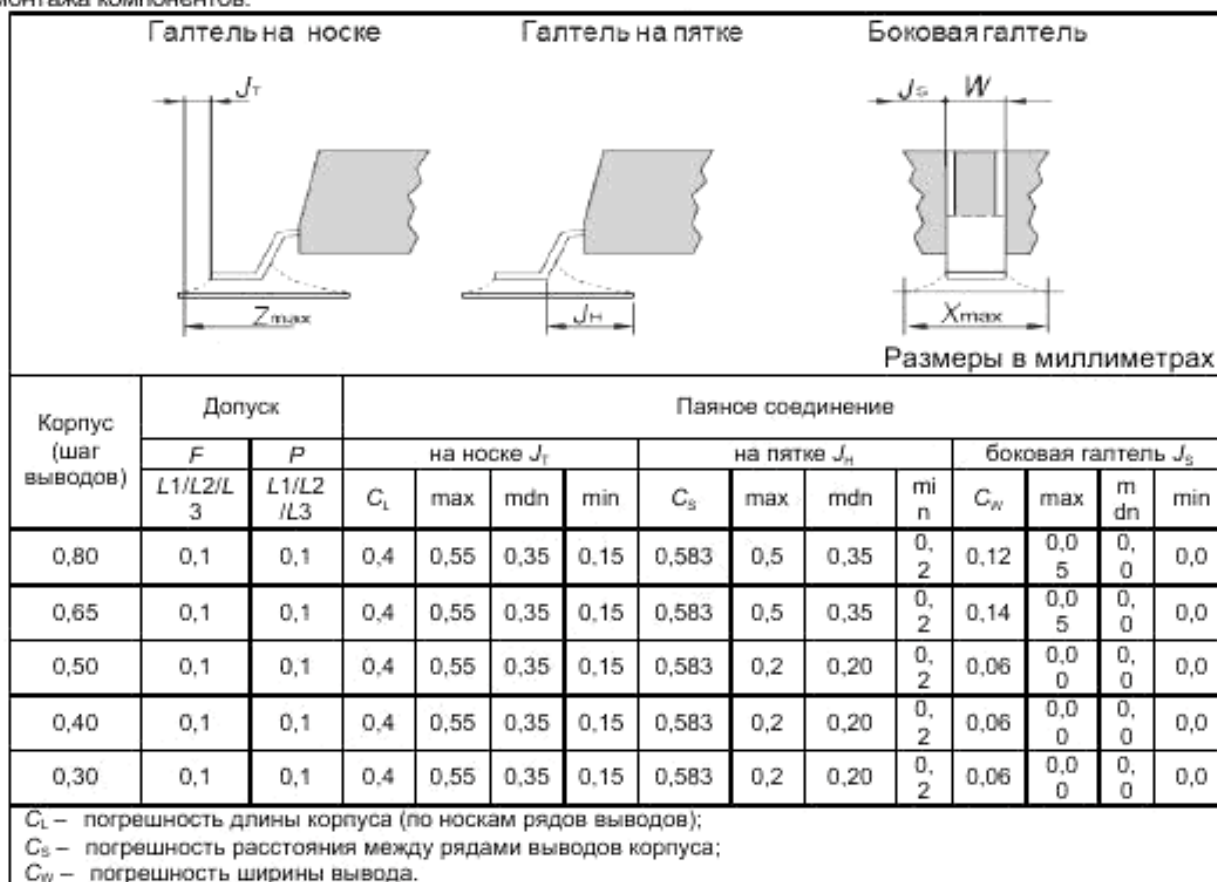 монтажа компонентов.
Галтель на носке Галтель на пятке Боковая галтель
JT JS W
Zmax JH Xmax
Размеры в миллиметрах
Корпус (шаг выводов) Допуск Паяное соединение
F P на носке JT на пятке JH боковая галтель JS
L1/L2/L3 L1/L2/L3 CL max mdn min CS max mdn min CW max mdn min
0,80 0,1 0,1 0,4 0,55 0,35 0,15 0,583 0,5 0,35 0,2 0,12 0,05 0,0 0,0
0,65 0,1 0,1 0,4 0,55 0,35 0,15 0,583 0,5 0,35 0,2 0,14 0,05 0,0 0,0
0,50 0,1 0,1 0,4 0,55 0,35 0,15 0,583 0,2 0,20 0,2 0,06 0,00 0,0 0,0
0,40 0,1 0,1 0,4 0,55 0,35 0,15 0,583 0,2 0,20 0,2 0,06 0,00 0,0 0,0
0,30 0,1 0,1 0,4 0,55 0,35 0,15 0,583 0,2 0,20 0,2 0,06 0,00 0,0 0,0
CL – погрешность длины корпуса (по носкам рядов выводов);
CS – погрешность расстояния между рядами выводов корпуса;
CW – погрешность ширины вывода.